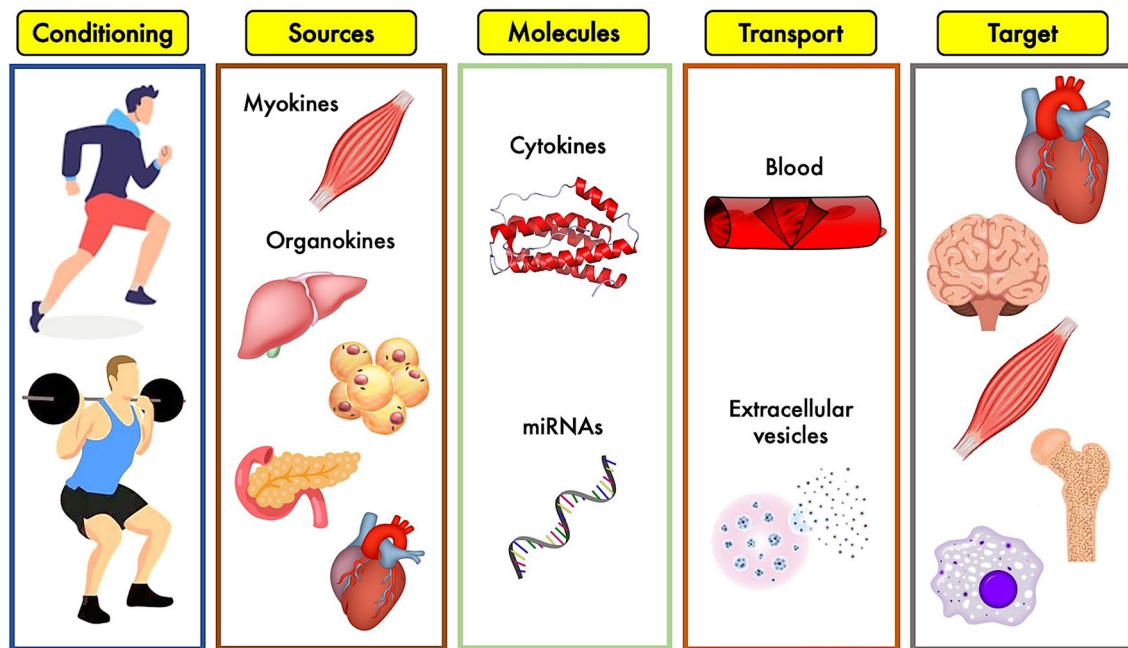 Conditioning
Sources
Molecules
Transport
Target
Myokines
Organokines
Cytokines
miRNAs
Blood
Extracellular
vesicles